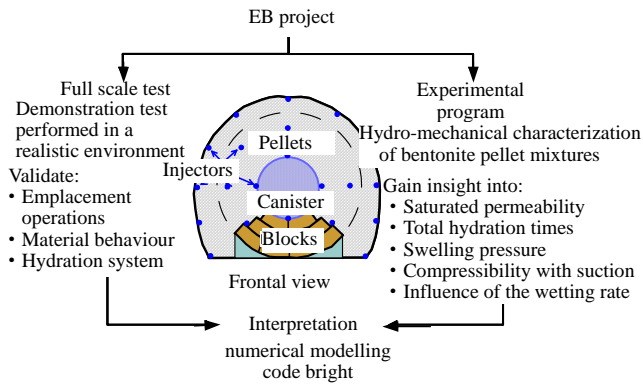 EB project
Full scale test
Demonstration test
performed in a
realistic environment
Validate:
• Emplacement
operations
• Material behaviour
• Hydration system
Injectors
Pellets
Canister
Blocks
Frontal view
Experimental
program
Hydro-mechanical characterization
of bentonite pellet mixtures
Gain insight into:
• Saturated permeability
• Total hydration times
• Swelling pressure
• Compressibility with suction
• Influence of the wetting rate
Interpretation
numerical modelling
code bright